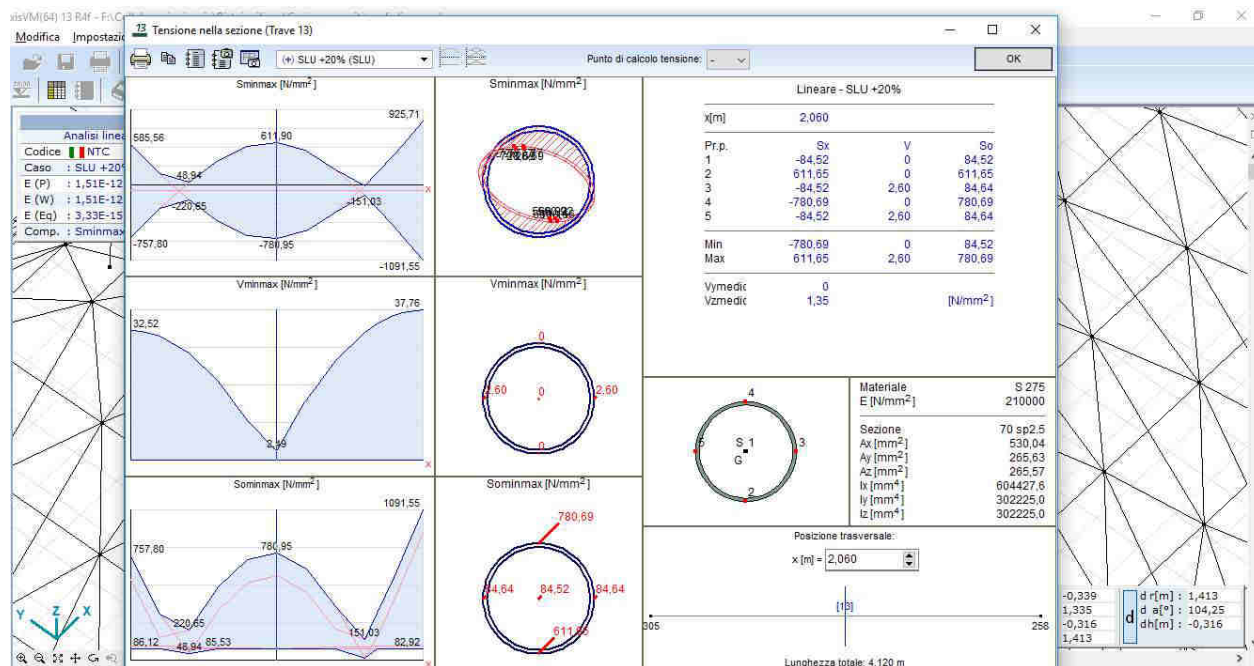 xisVM(64) 13 R4f - F:\C
Modifica Impostazi
13 Tensione nella sezione (Trave 13)
(+) SLU +20% (SLU)
Punto di calcolo tensione: -
OK
Analisi linea
Codice NTC
Caso : SLU +20%
E (P) : 1,51E-12
E (W) : 1,51E-12
E (Eq) : 3,33E-15
Comp. : Sminmax
Sminmax [N/mm²]
585,56
48,94
611,90
925,71
x
-220,65
-151,03
-757,80
-780,95
-1091,55
Sminmax [N/mm²]
Vminmax [N/mm²]
32,52
37,76
2,49
x
Vminmax [N/mm²]
0
2,60 0 2,60
0
Sominmax [N/mm²]
757,80
780,95
1091,55
220,65
151,03
86,12 48,94 85,53 82,92
x
Sominmax [N/mm²]
780,69
84,64 84,52 84,64
611,65
Lineare - SLU +20%
x[m] 2,060
Pr.p. Sx V So
1 -84,52 0 84,52
2 611,65 0 611,65
3 -84,52 2,60 84,64
4 -780,69 0 780,69
5 -84,52 2,60 84,64
Min -780,69 0 84,52
Max 611,65 2,60 780,69
Vymedic 0
Vzmedic 1,35 [N/mm²]
4
5 S 1 3
G
2
Materiale S 275
E [N/mm²] 210000
Sezione 70 sp2.5
Ax [mm²] 530,04
Ay [mm²] 265,63
Az [mm²] 265,57
Ix [mm⁴] 604427,6
Iy [mm⁴] 302225,0
Iz [mm⁴] 302225,0
Posizione trasversale:
x [m] = 2,060
[13]
305 258
Lunghezza totale: 4,120 m
Y Z X
-0,339
1,335
-0,316
1,413
d
d r[m] : 1,413
d a[°] : 104,25
dh[m] : -0,316